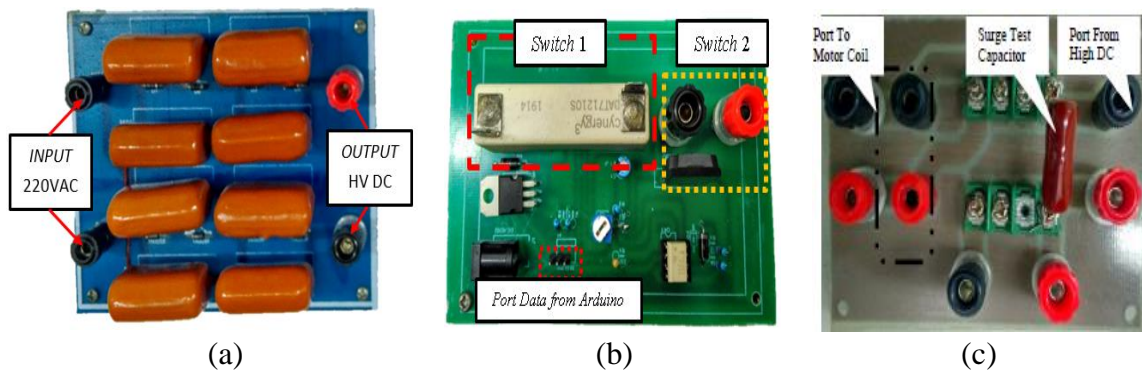 INPUT
220VAC
OUTPUT
HV DC
(a)
Switch 1
Switch 2
1914
cynergy3
DAT71210S
Port Data from Arduino
(b)
Port To
Motor Coil
Surge Test
Capacitor
Port From
High DC
(c)